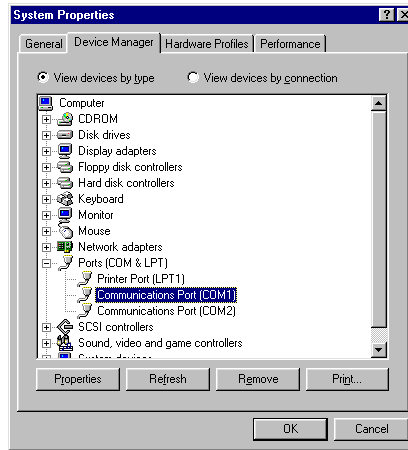 System Properties
General Device Manager Hardware Profiles Performance
View devices by type View devices by connection
Computer
CDROM
Disk drives
Display adapters
Floppy disk controllers
Hard disk controllers
Keyboard
Monitor
Mouse
Network adapters
Ports (COM & LPT)
Printer Port (LPT1)
Communications Port (COM1)
Communications Port (COM2)
SCSI controllers
Sound, video and game controllers
System devices
Properties Refresh Remove Print...
OK Cancel